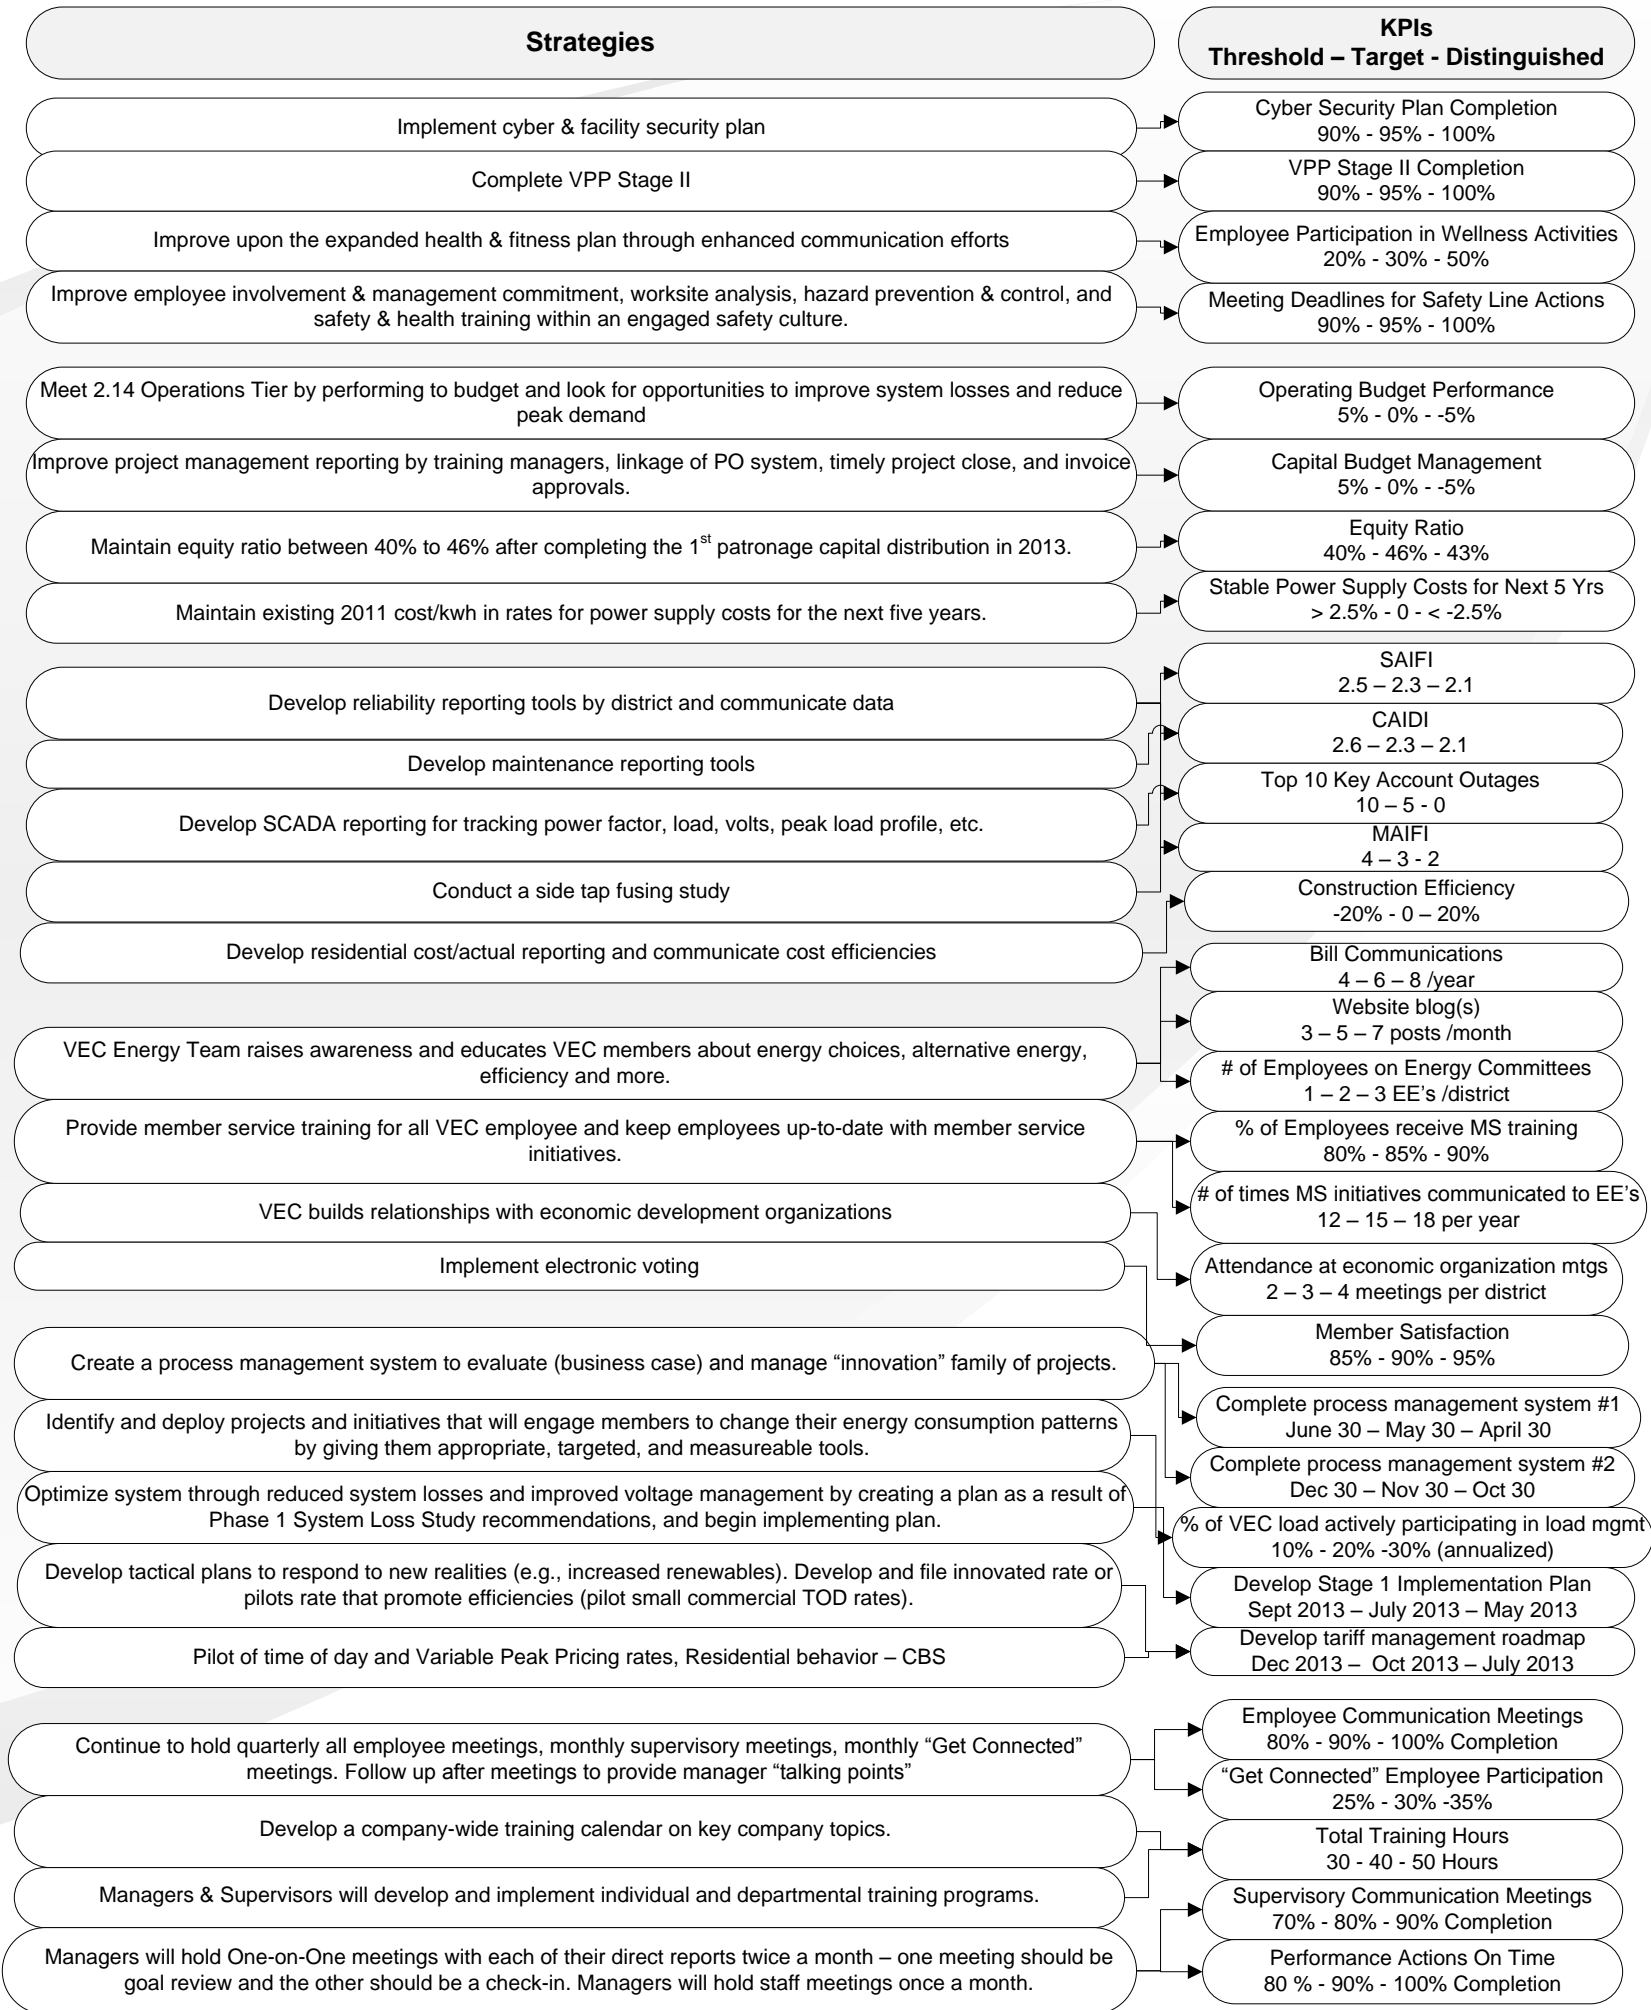 Strategies
KPIs
Threshold – Target - Distinguished
Implement cyber & facility security plan
Cyber Security Plan Completion
90% - 95% - 100%
Complete VPP Stage II
VPP Stage II Completion
90% - 95% - 100%
Improve upon the expanded health & fitness plan through enhanced communication efforts
Employee Participation in Wellness Activities
20% - 30% - 50%
Improve employee involvement & management commitment, worksite analysis, hazard prevention & control, and
safety & health training within an engaged safety culture.
Meeting Deadlines for Safety Line Actions
90% - 95% - 100%
Meet 2.14 Operations Tier by performing to budget and look for opportunities to improve system losses and reduce
peak demand
Operating Budget Performance
5% - 0% - -5%
Improve project management reporting by training managers, linkage of PO system, timely project close, and invoice
approvals.
Capital Budget Management
5% - 0% - -5%
Maintain equity ratio between 40% to 46% after completing the 1st patronage capital distribution in 2013.
Equity Ratio
40% - 46% - 43%
Maintain existing 2011 cost/kwh in rates for power supply costs for the next five years.
Stable Power Supply Costs for Next 5 Yrs
> 2.5% - 0 - < -2.5%
Develop reliability reporting tools by district and communicate data
SAIFI
2.5 – 2.3 – 2.1
Develop maintenance reporting tools
CAIDI
2.6 – 2.3 – 2.1
Develop SCADA reporting for tracking power factor, load, volts, peak load profile, etc.
Top 10 Key Account Outages
10 – 5 - 0
Conduct a side tap fusing study
MAIFI
4 – 3 - 2
Develop residential cost/actual reporting and communicate cost efficiencies
Construction Efficiency
-20% - 0 – 20%
Bill Communications
4 – 6 – 8 /year
Website blog(s)
3 – 5 – 7 posts /month
VEC Energy Team raises awareness and educates VEC members about energy choices, alternative energy,
efficiency and more.
# of Employees on Energy Committees
1 – 2 – 3 EE's /district
Provide member service training for all VEC employee and keep employees up-to-date with member service
initiatives.
% of Employees receive MS training
80% - 85% - 90%
# of times MS initiatives communicated to EE's
12 – 15 – 18 per year
VEC builds relationships with economic development organizations
Attendance at economic organization mtgs
2 – 3 – 4 meetings per district
Implement electronic voting
Member Satisfaction
85% - 90% - 95%
Create a process management system to evaluate (business case) and manage “innovation” family of projects.
Complete process management system #1
June 30 – May 30 – April 30
Identify and deploy projects and initiatives that will engage members to change their energy consumption patterns
by giving them appropriate, targeted, and measureable tools.
Complete process management system #2
Dec 30 – Nov 30 – Oct 30
Optimize system through reduced system losses and improved voltage management by creating a plan as a result of
Phase 1 System Loss Study recommendations, and begin implementing plan.
% of VEC load actively participating in load mgmt
10% - 20% -30% (annualized)
Develop tactical plans to respond to new realities (e.g., increased renewables). Develop and file innovated rate or
pilots rate that promote efficiencies (pilot small commercial TOD rates).
Develop Stage 1 Implementation Plan
Sept 2013 – July 2013 – May 2013
Pilot of time of day and Variable Peak Pricing rates, Residential behavior – CBS
Develop tariff management roadmap
Dec 2013 – Oct 2013 – July 2013
Continue to hold quarterly all employee meetings, monthly supervisory meetings, monthly “Get Connected”
meetings. Follow up after meetings to provide manager “talking points”
Employee Communication Meetings
80% - 90% - 100% Completion
“Get Connected” Employee Participation
25% - 30% -35%
Develop a company-wide training calendar on key company topics.
Total Training Hours
30 - 40 - 50 Hours
Managers & Supervisors will develop and implement individual and departmental training programs.
Supervisory Communication Meetings
70% - 80% - 90% Completion
Managers will hold One-on-One meetings with each of their direct reports twice a month – one meeting should be
goal review and the other should be a check-in. Managers will hold staff meetings once a month.
Performance Actions On Time
80 % - 90% - 100% Completion